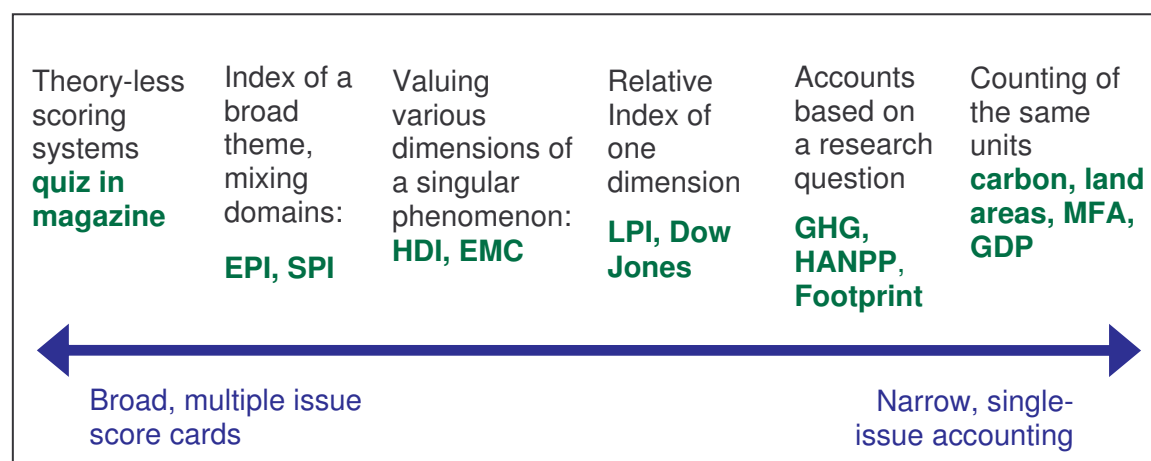 Theory-less
scoring
systems
quiz in
magazine
Index of a
broad
theme,
mixing
domains:
EPI, SPI
Valuing
various
dimensions of
a singular
phenomenon:
HDI, EMC
Relative
Index of
one
dimension
LPI, Dow
Jones
Accounts
based on
a research
question
GHG,
HANPP,
Footprint
Counting of
the same
units
carbon, land
areas, MFA,
GDP
Broad, multiple issue
score cards
Narrow, single-
issue accounting